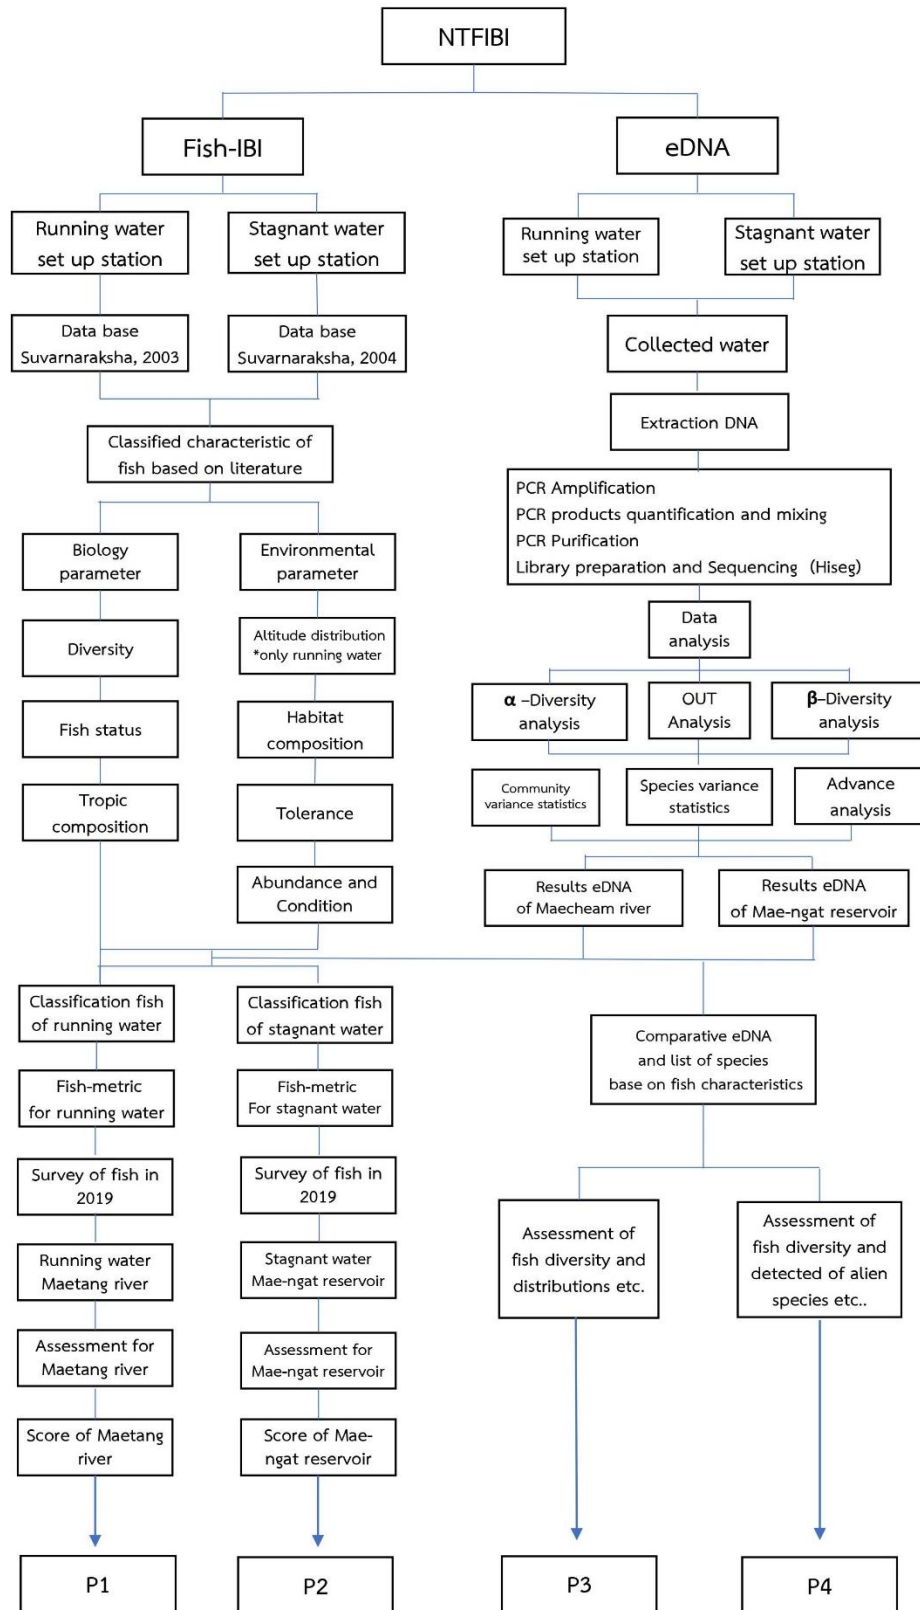 NTFIBI
Fish-IBI
eDNA
Running water
set up station
Stagnant water
set up station
Running water
set up station
Stagnant water
set up station
Data base
Suvarnaraksha, 2003
Data base
Suvarnaraksha, 2004
Collected water
Classified characteristic of
fish based on literature
Extraction DNA
PCR Amplification
PCR products quantification and mixing
PCR Purification
Library preparation and Sequencing (Hiseg)
Biology
parameter
Environmental
parameter
Data
analysis
Diversity
Altitude distribution
*only running water
α –Diversity
analysis
OUT
Analysis
β–Diversity
analysis
Fish status
Habitat
composition
Community
variance statistics
Species variance
statistics
Advance
analysis
Tropic
composition
Tolerance
Abundance and
Condition
Results eDNA
of Maecheam river
Results eDNA
of Mae-ngat reservoir
Classification fish
of running water
Classification fish
of stagnant water
Comparative eDNA
and list of species
base on fish characteristics
Fish-metric
for running water
Fish-metric
For stagnant water
Survey of fish in
2019
Survey of fish in
2019
Assessment of
fish diversity and
distributions etc.
Assessment of
fish diversity and
detected of alien
species etc..
Running water
Maetang river
Stagnant water
Mae-ngat reservoir
Assessment for
Maetang river
Assessment for
Mae-ngat reservoir
Score of Maetang
river
Score of Mae-
ngat reservoir
P1
P2
P3
P4